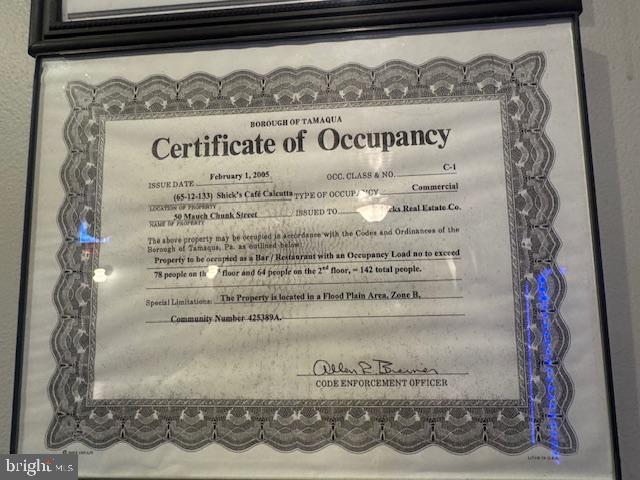 BOROUGH OF TAMAQUA
Certificate of Occupancy
ISSUE DATE February 1, 2005 OCC. CLASS & NO. C-1
(65-12-133) Shick's Café Calcutta TYPE OF OCCUPANCY Commercial
LOCATION OF PROPERTY
50 Mauch Chunk Street ISSUED TO Real Estate Co.
NAME OF PROPERTY
The above property may be occupied in accordance with the Codes and Ordinances of the
Borough of Tamaqua, Pa. as outlined below:
Property to be occupied as a Bar / Restaurant with an Occupancy Load no to exceed
78 people on the floor and 64 people on the 2nd floor, = 142 total people.
Special Limitations: The Property is located in a Flood Plain Area, Zone B,
Community Number 425389A.
CODE ENFORCEMENT OFFICER
LITHO IN U.S.A.
bright MLS